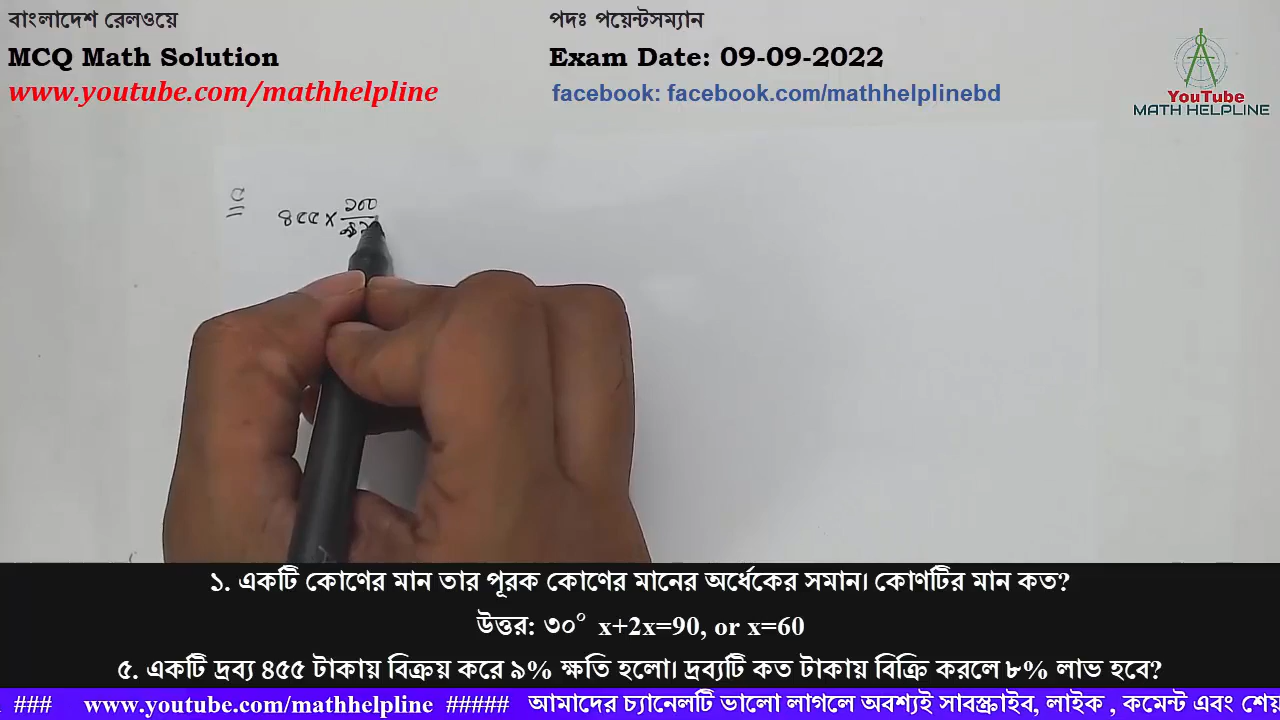 বাংলাদেশ রেলওয়ে
পদঃ পয়েন্টসম্যান
MCQ Math Solution
Exam Date: 09-09-2022
www.youtube.com/mathhelpline
facebook: facebook.com/mathhelplinebd
YouTube
MATH HELPLINE
৫
৪৫৫ × ১০০
১. একটি কোণের মান তার পূরক কোণের মানের অর্ধেকের সমান। কোণটির মান কত?
উত্তর: ৩০° x+2x=90, or x=60
৫. একটি দ্রব্য ৪৫৫ টাকায় বিক্রয় করে ৯% ক্ষতি হলো। দ্রব্যটি কত টাকায় বিক্রি করলে ৮% লাভ হবে?
### www.youtube.com/mathhelpline ##### আমাদের চ্যানেলটি ভালো লাগলে অবশ্যই সাবস্ক্রাইব, লাইক , কমেন্ট এবং শেয়